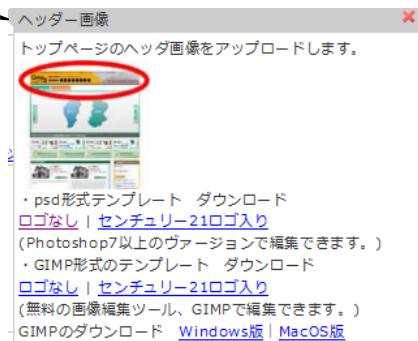 ヘッダー画像
トップページのヘッダ画像をアップロードします。
・psd形式テンプレート　ダウンロード
ロゴなし | センチュリー21ロゴ入り
(Photoshop7以上のヴァージョンで編集できます。)
・GIMP形式のテンプレート　ダウンロード
ロゴなし | センチュリー21ロゴ入り
(無料の画像編集ツール、GIMPで編集できます。)
GIMPのダウンロード　Windows版 | MacOS版